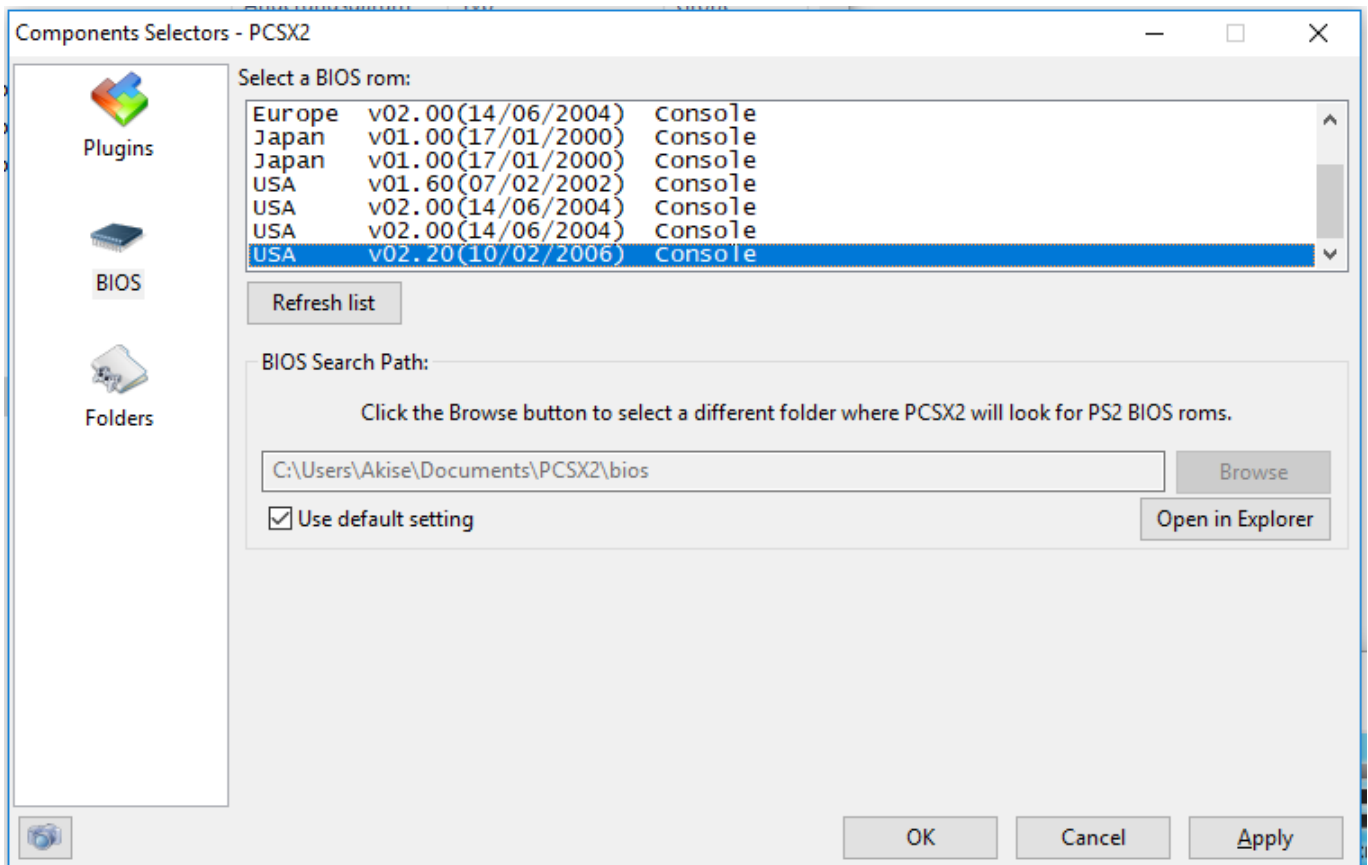 Components Selectors - PCSX2
Plugins
BIOS
Folders
Select a BIOS rom:
Europe v02.00(14/06/2004) Console
Japan v01.00(17/01/2000) Console
Japan v01.00(17/01/2000) Console
USA v01.60(07/02/2002) Console
USA v02.00(14/06/2004) Console
USA v02.00(14/06/2004) Console
USA v02.20(10/02/2006) Console
Refresh list
BIOS Search Path:
Click the Browse button to select a different folder where PCSX2 will look for PS2 BIOS roms.
C:\Users\Akise\Documents\PCSX2\bios
Browse
Use default setting
Open in Explorer
OK
Cancel
Apply